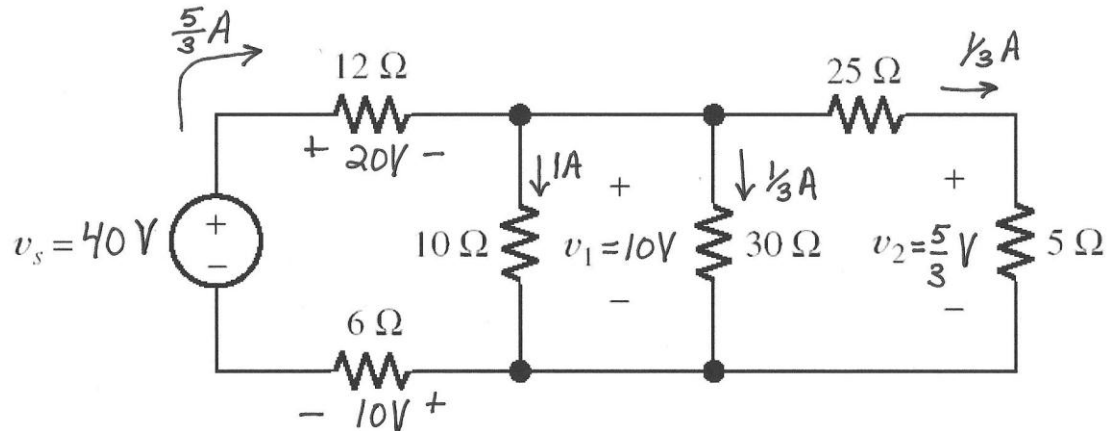 5/3 A
1/3 A
12 Ω
25 Ω
+ 20V -
1A
+
1/3 A
+
+
v_s = 40 V
-
10 Ω
v_1 = 10V
30 Ω
v_2 = 5/3 V
5 Ω
-
-
6 Ω
- 10V +